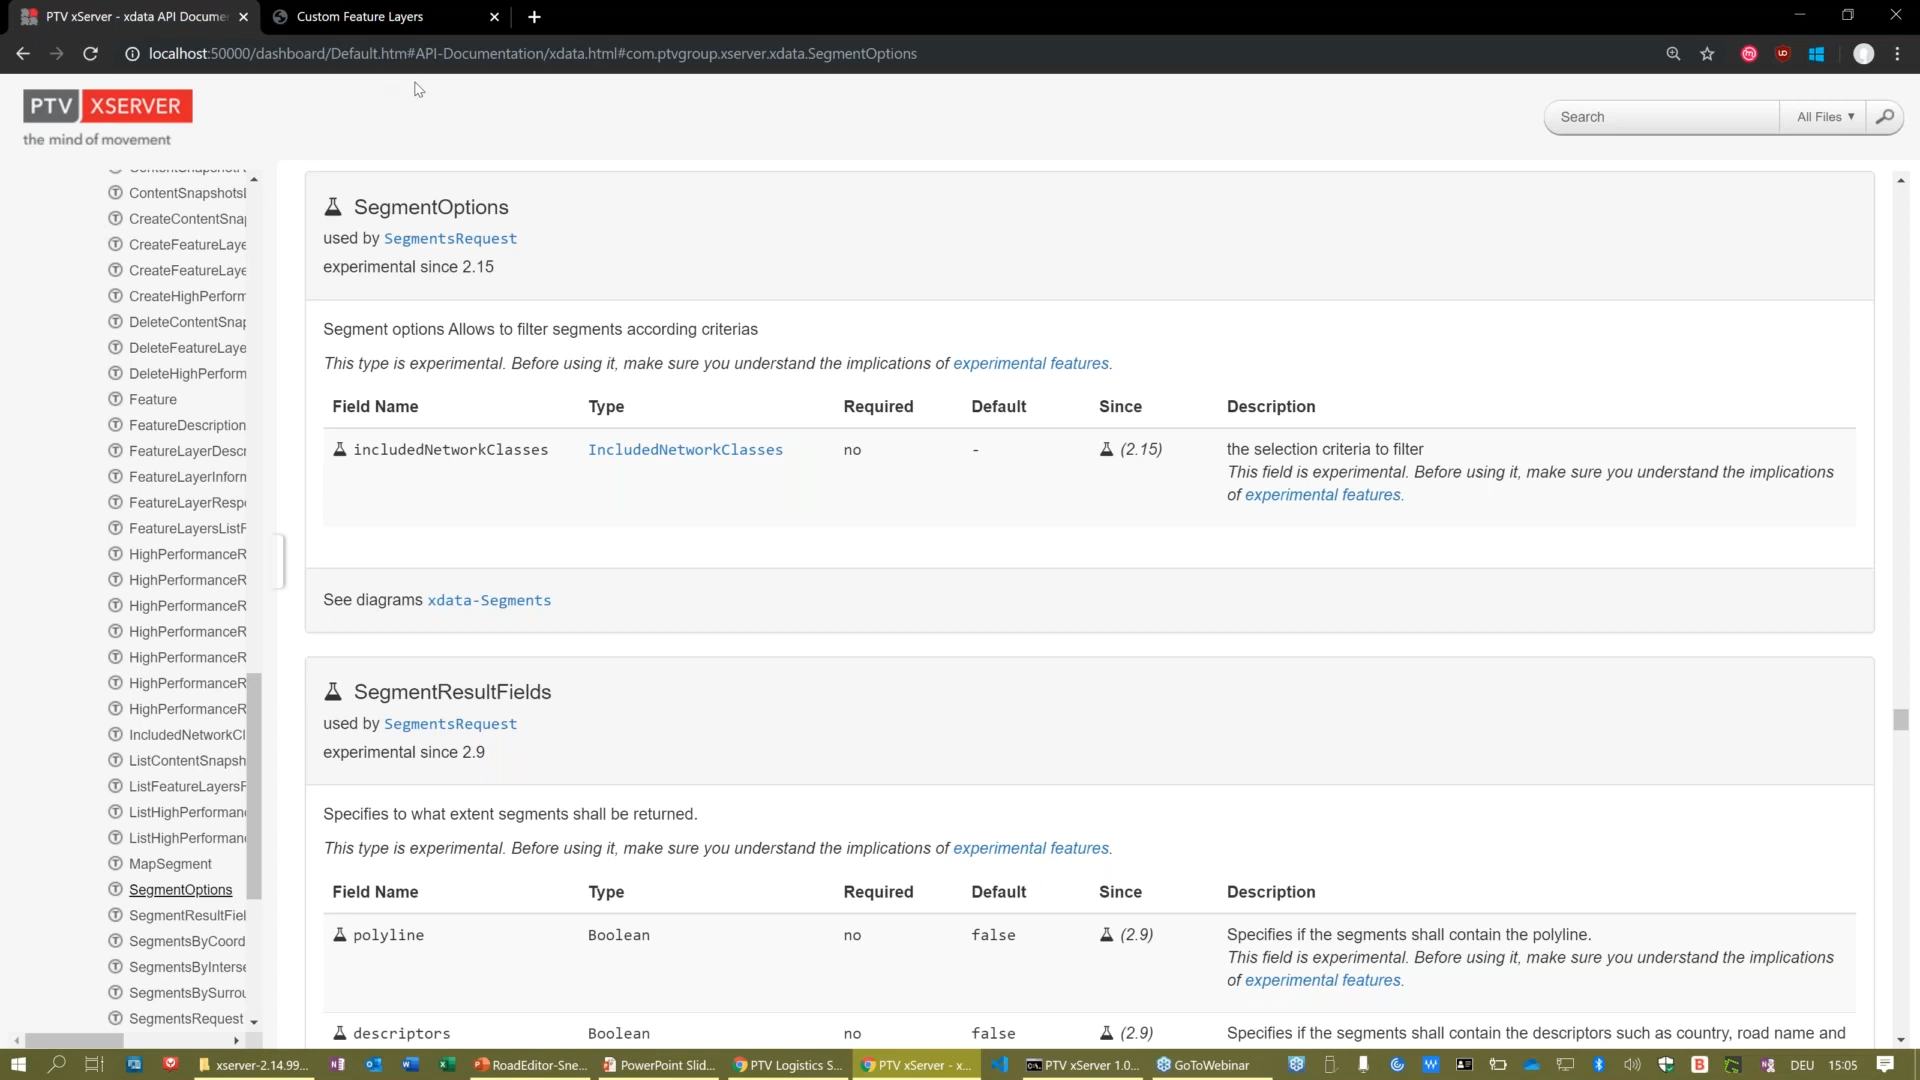 PTV xServer - xdata API Docume
Custom Feature Layers
localhost:50000/dashboard/Default.htm#API-Documentation/xdata.html#com.ptvgroup.xserver.xdata.SegmentOptions
PTV XSERVER
the mind of movement
Search
All Files
ContentSnapshotsI
CreateContentSna
CreateFeatureLaye
CreateFeatureLaye
CreateHighPerform
DeleteContentSnap
DeleteFeatureLaye
DeleteHighPerform
Feature
FeatureDescription
FeatureLayerDescr
FeatureLayerInform
FeatureLayerRespo
FeatureLayersListF
HighPerformanceR
HighPerformanceR
HighPerformanceR
HighPerformanceR
HighPerformanceR
HighPerformanceR
HighPerformanceR
IncludedNetworkCl
ListContentSnapsh
ListFeatureLayersF
ListHighPerforman
ListHighPerforman
MapSegment
SegmentOptions
SegmentResultFiel
SegmentsByCoord
SegmentsByInterse
SegmentsBySurrou
SegmentsRequest
SegmentOptions
used by SegmentsRequest
experimental since 2.15
Segment options Allows to filter segments according criterias
This type is experimental. Before using it, make sure you understand the implications of experimental features.
Field Name Type Required Default Since Description
includedNetworkClasses IncludedNetworkClasses no - (2.15) the selection criteria to filter
This field is experimental. Before using it, make sure you understand the implications
of experimental features.
See diagrams xdata-Segments
SegmentResultFields
used by SegmentsRequest
experimental since 2.9
Specifies to what extent segments shall be returned.
This type is experimental. Before using it, make sure you understand the implications of experimental features.
Field Name Type Required Default Since Description
polyline Boolean no false (2.9) Specifies if the segments shall contain the polyline.
This field is experimental. Before using it, make sure you understand the implications
of experimental features.
descriptors Boolean no false (2.9) Specifies if the segments shall contain the descriptors such as country, road name and
xserver-2.14.99... RoadEditor-Sne... PowerPoint Slid... PTV Logistics S... PTV xServer - x... PTV xServer 1.0... GoToWebinar DEU 15:05